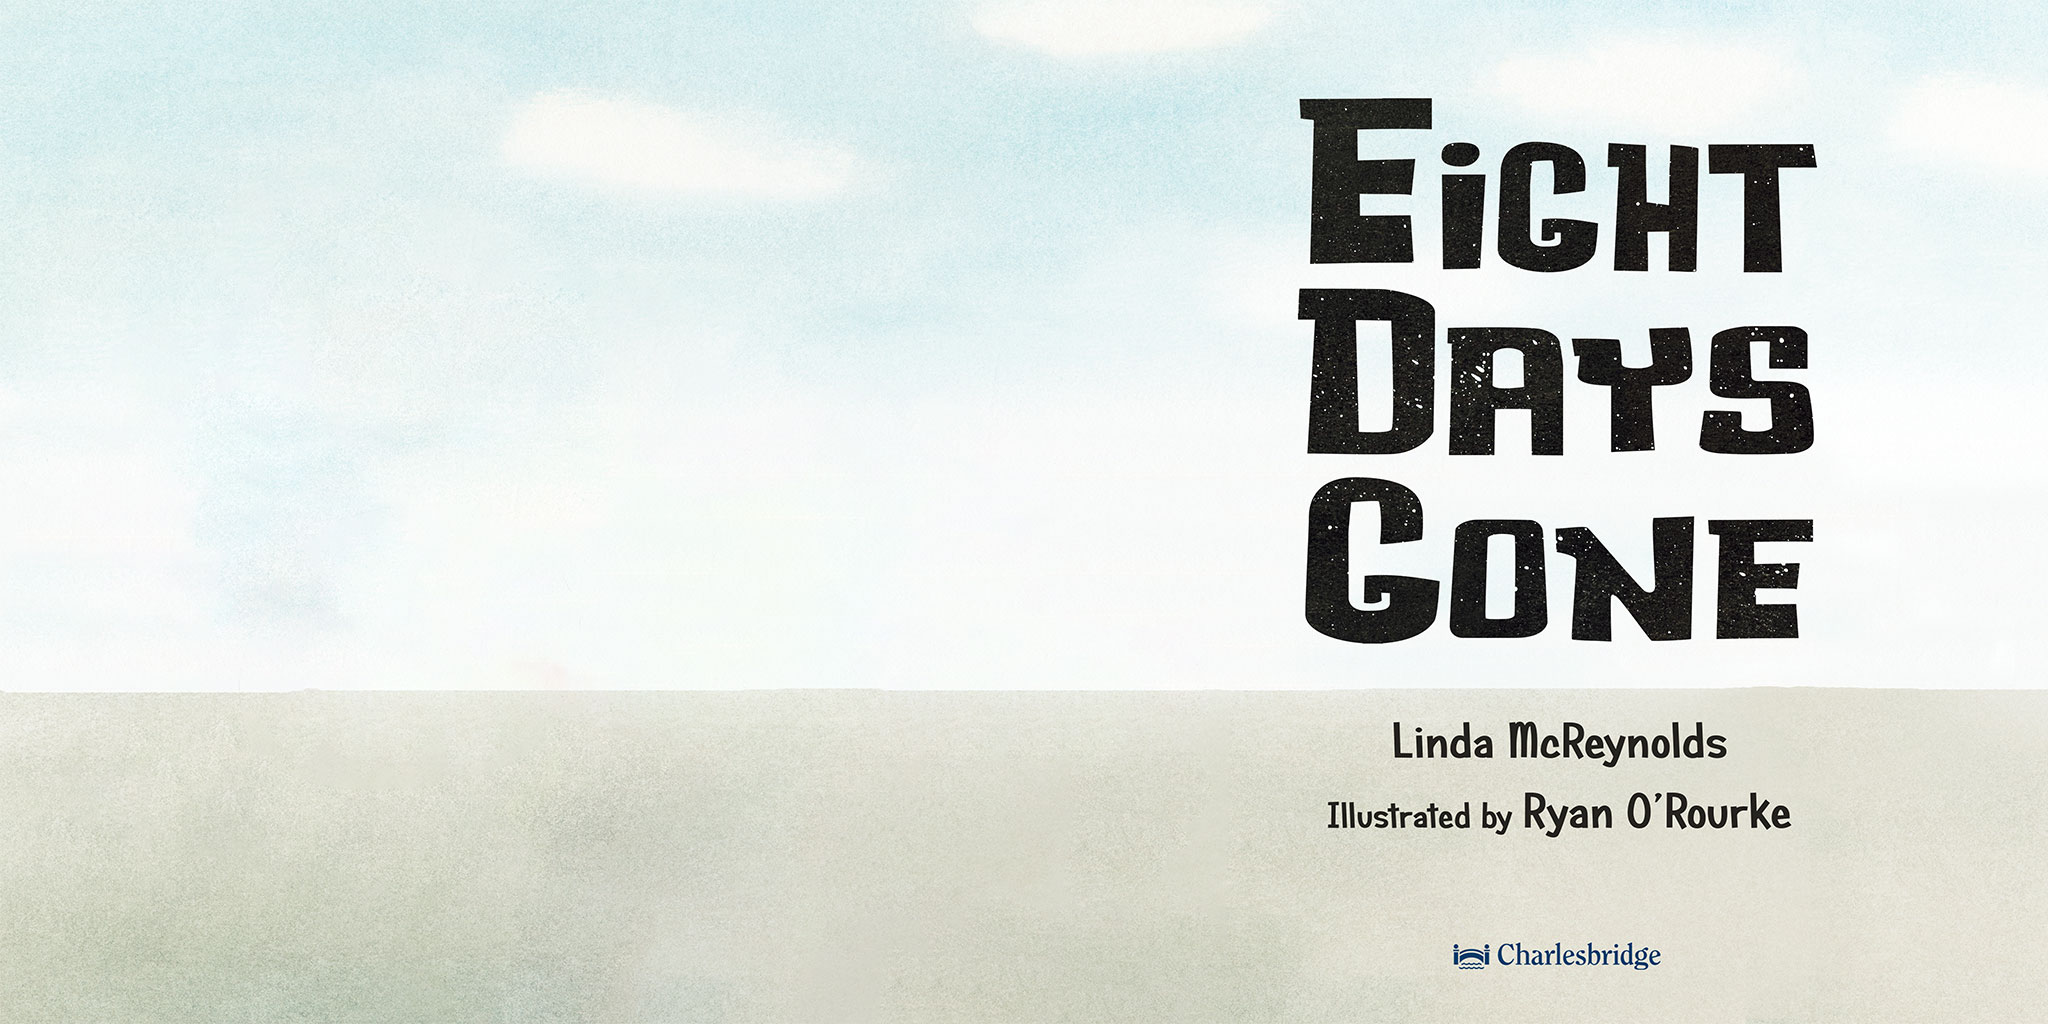 EiGHT
DAYS
GONE
Linda McReynolds
Illustrated by Ryan O'Rourke
Charlesbridge